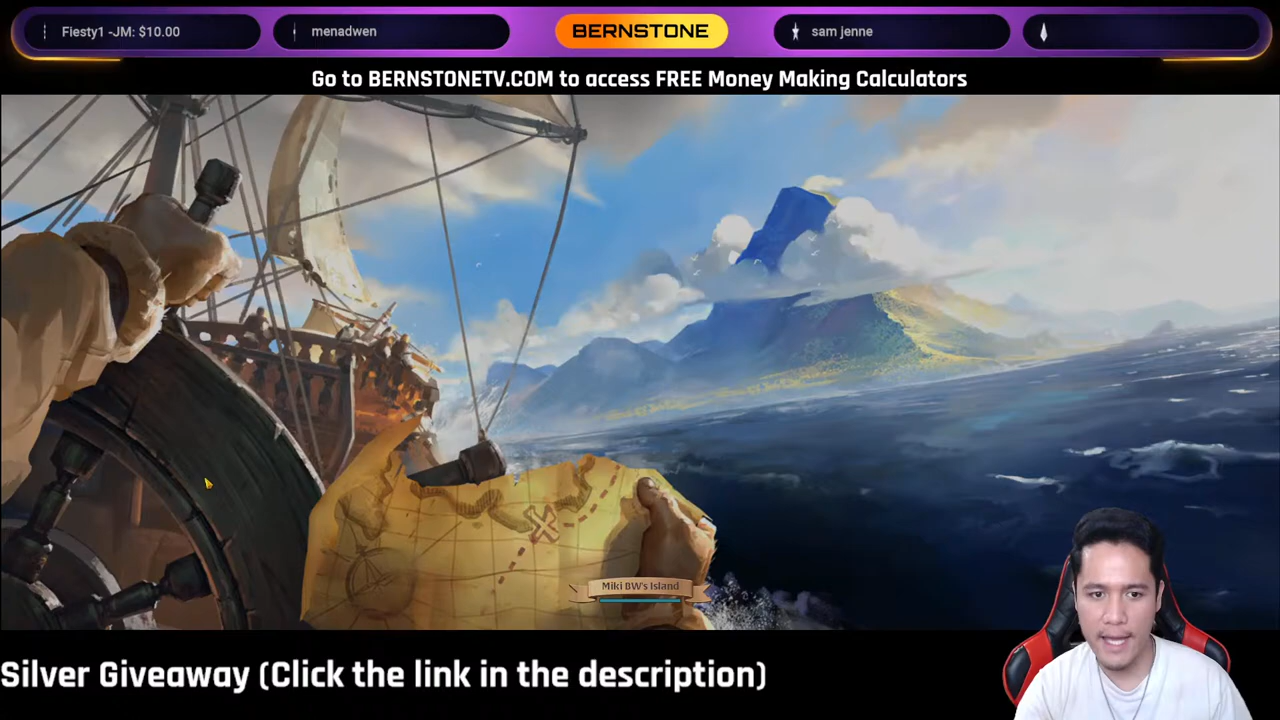 Fiesty1 -JM: $10.00
menadwen
BERNSTONE
sam jenne
Go to BERNSTONETV.COM to access FREE Money Making Calculators
Miki BW's Island
Silver Giveaway (Click the link in the description)